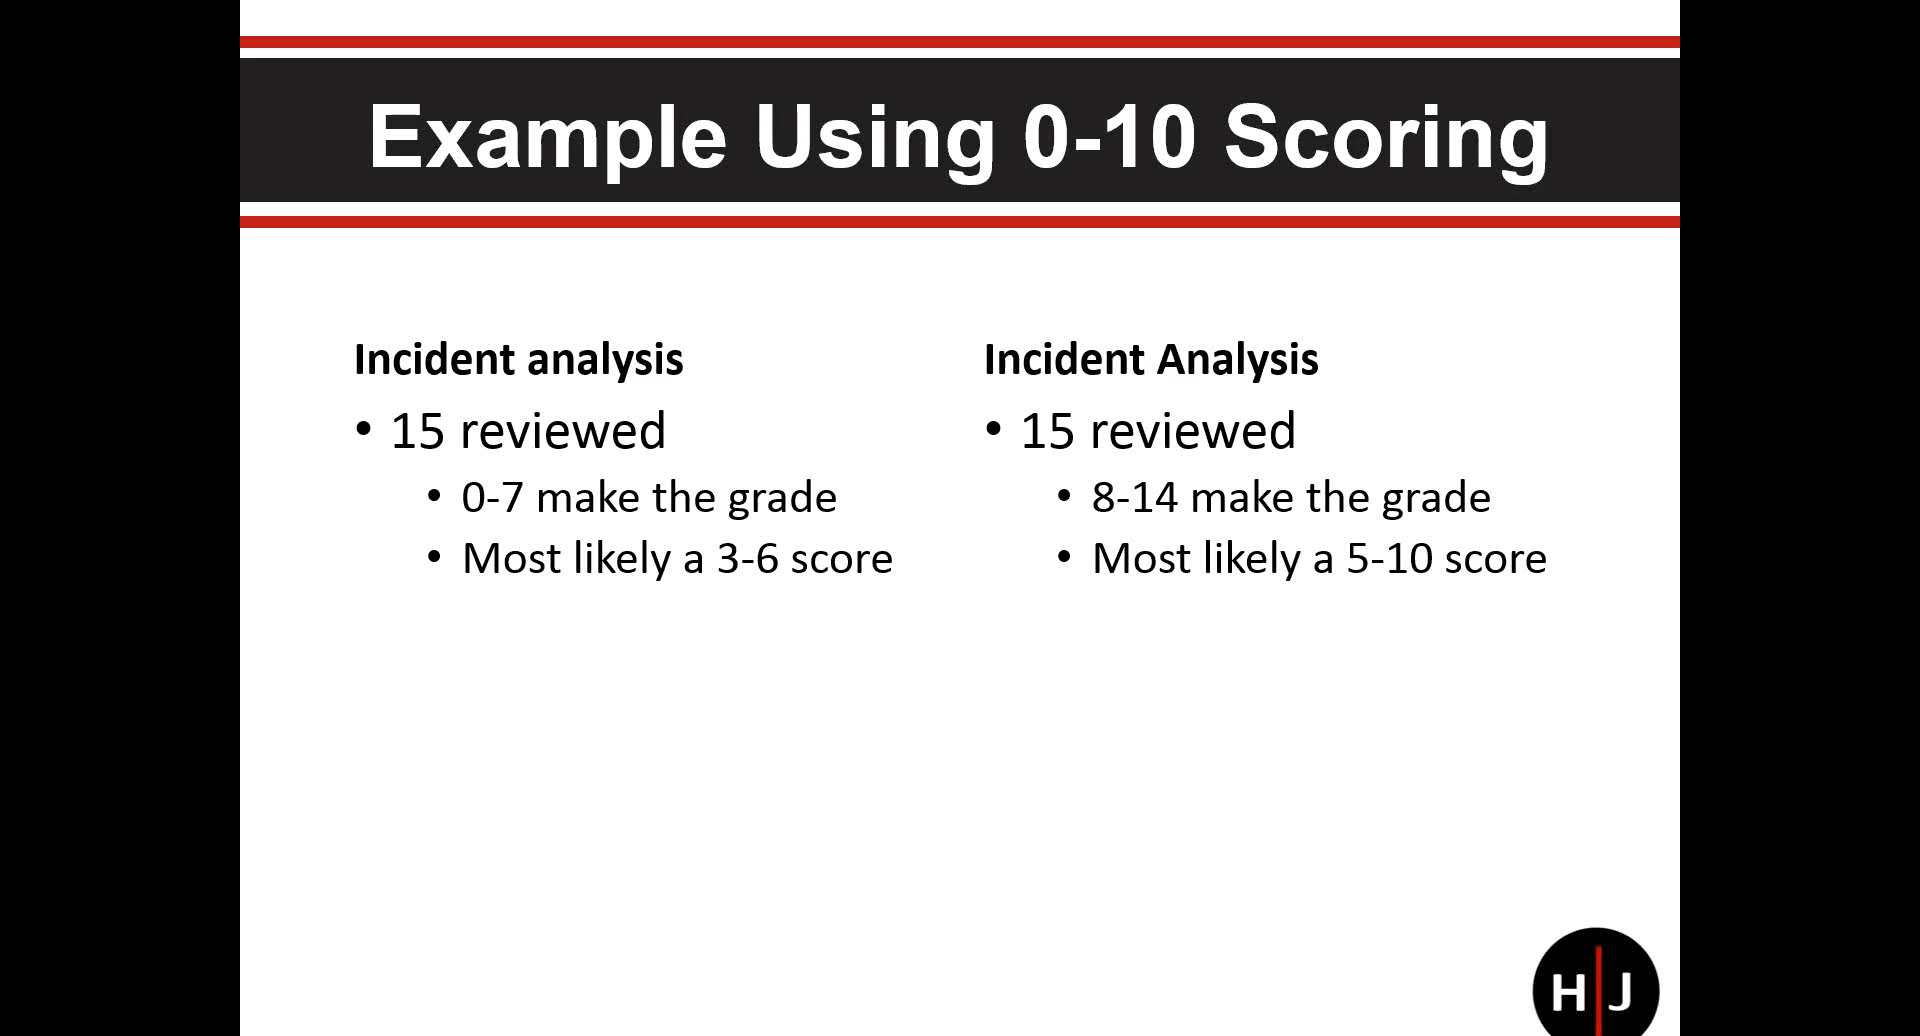 Example Using 0-10 Scoring
Incident analysis
• 15 reviewed
• 0-7 make the grade
• Most likely a 3-6 score
Incident Analysis
• 15 reviewed
• 8-14 make the grade
• Most likely a 5-10 score
H J